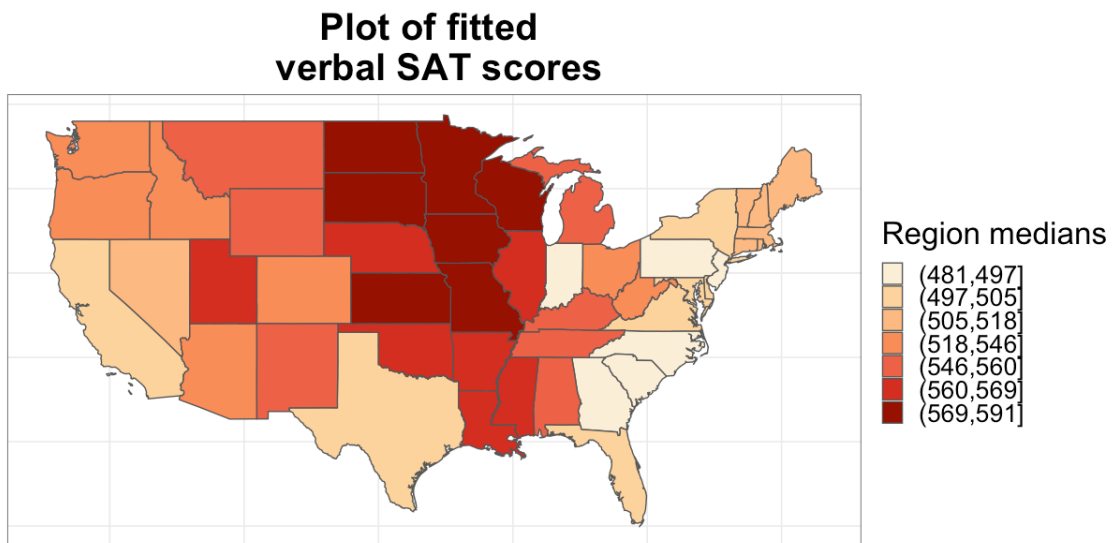 Plot of fitted
verbal SAT scores
Region medians
(481,497]
(497,505]
(505,518]
(518,546]
(546,560]
(560,569]
(569,591]